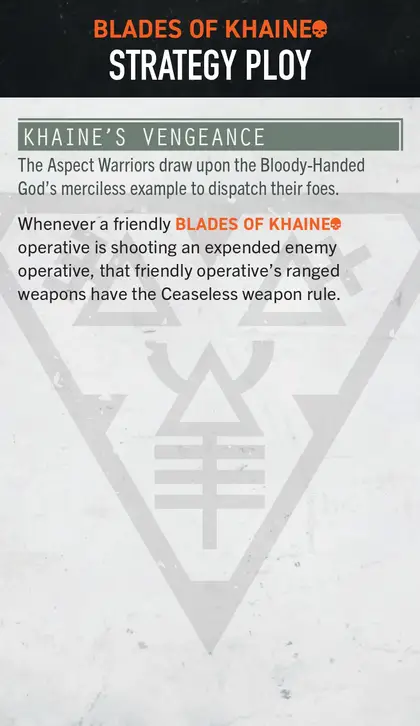 BLADES OF KHAINE
STRATEGY PLOY
KHAINE'S VENGEANCE
The Aspect Warriors draw upon the Bloody-Handed
God's merciless example to dispatch their foes.
Whenever a friendly BLADES OF KHAINE
operative is shooting an expended enemy
operative, that friendly operative's ranged
weapons have the Ceaseless weapon rule.